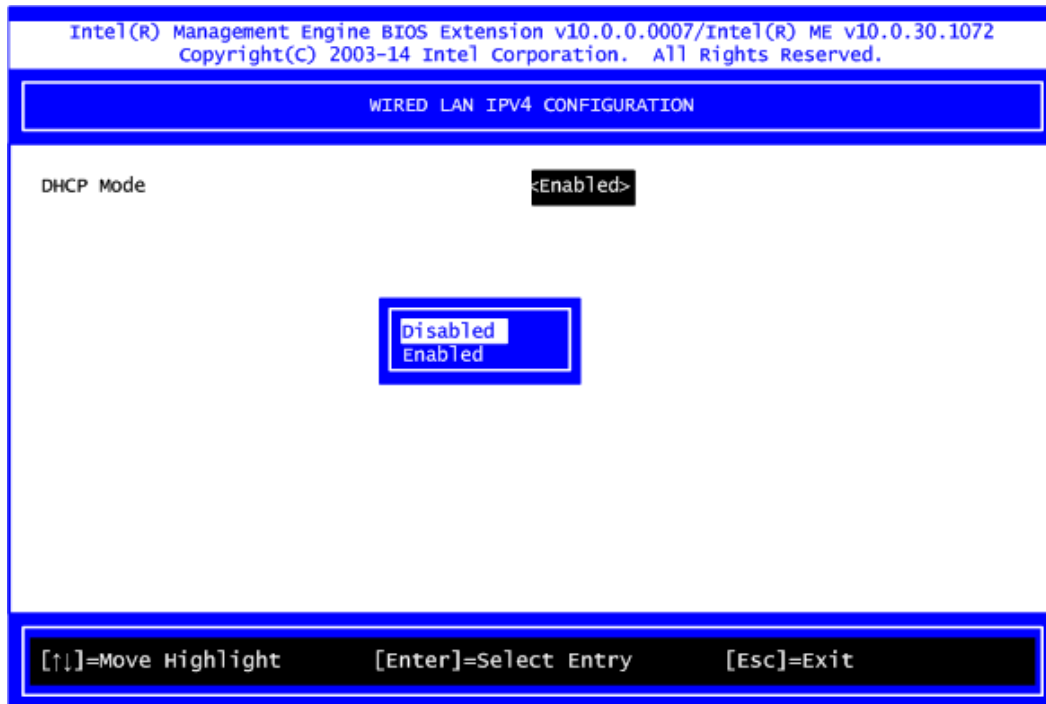 Intel(R) Management Engine BIOS Extension v10.0.0.0007/Intel(R) ME v10.0.30.1072
Copyright(C) 2003-14 Intel Corporation. All Rights Reserved.
WIRED LAN IPV4 CONFIGURATION
DHCP Mode <Enabled>
Disabled
Enabled
[↑↓]=Move Highlight [Enter]=Select Entry [Esc]=Exit